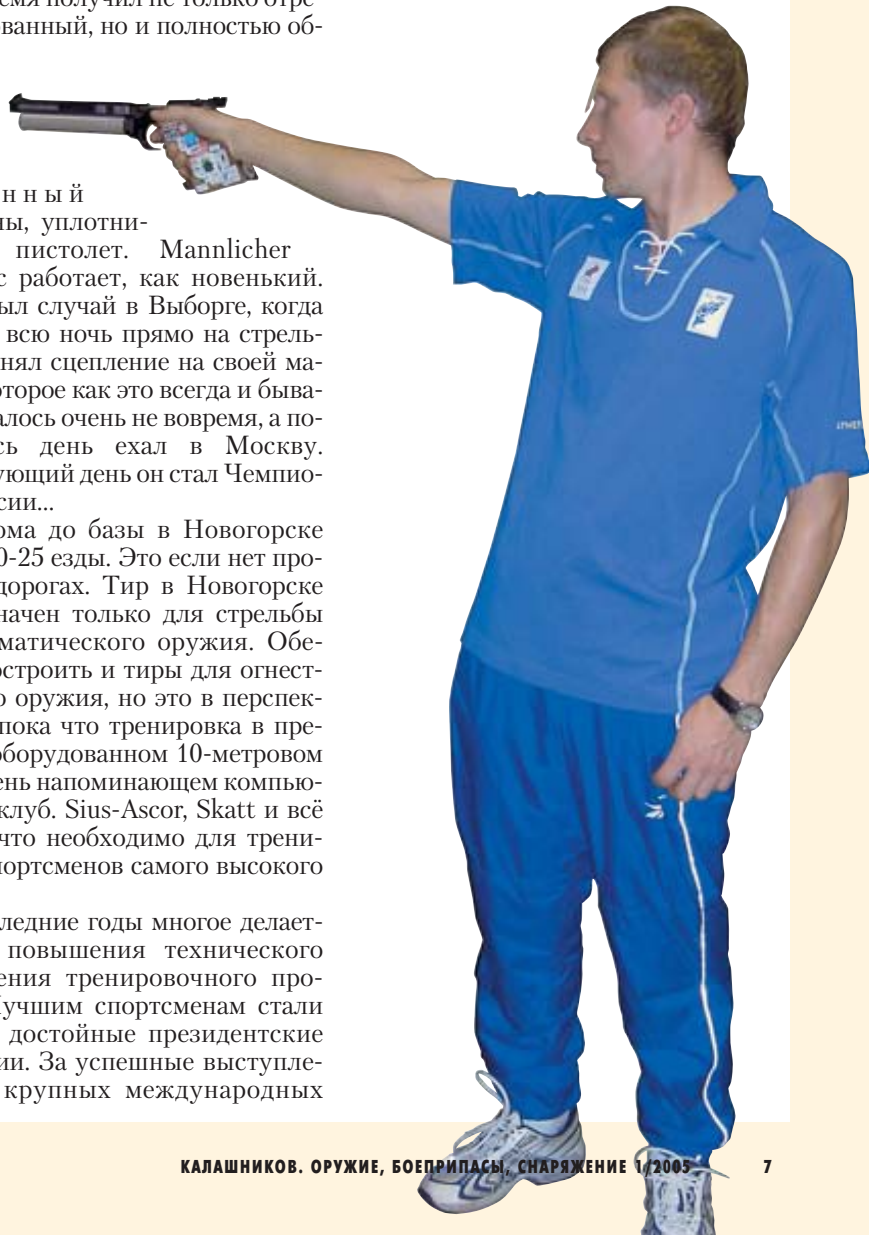 емя получил не только отре-
ованный, но и полностью об-
нный
ны, уплотни-
пистолет. Mannlicher
с работает, как новенький.
ыл случай в Выборге, когда
всю ночь прямо на стрель-
нял сцепление на своей ма-
оторое как это всегда и быва-
алось очень не вовремя, а по-
сь день ехал в Москву.
ующий день он стал Чемпио-
сии...
ома до базы в Новогорске
0-25 езды. Это если нет про-
дорогах. Тир в Новогорске
начен только для стрельбы
матического оружия. Обе-
остроить и тиры для огнест-
о оружия, но это в перспек-
пока что тренировка в пре-
оборудованном 10-метровом
ень напоминающем компью-
клуб. Sius-Ascor, Skatt и всё
что необходимо для трени-
портсменов самого высокого
ледние годы многое делает-
повышения технического
ения тренировочного про-
Лучшим спортсменам стали
достойные президентские
ии. За успешные выступле-
крупных международных
КАЛАШНИКОВ. ОРУЖИЕ, БОЕПРИПАСЫ, СНАРЯЖЕНИЕ 1/2005 7